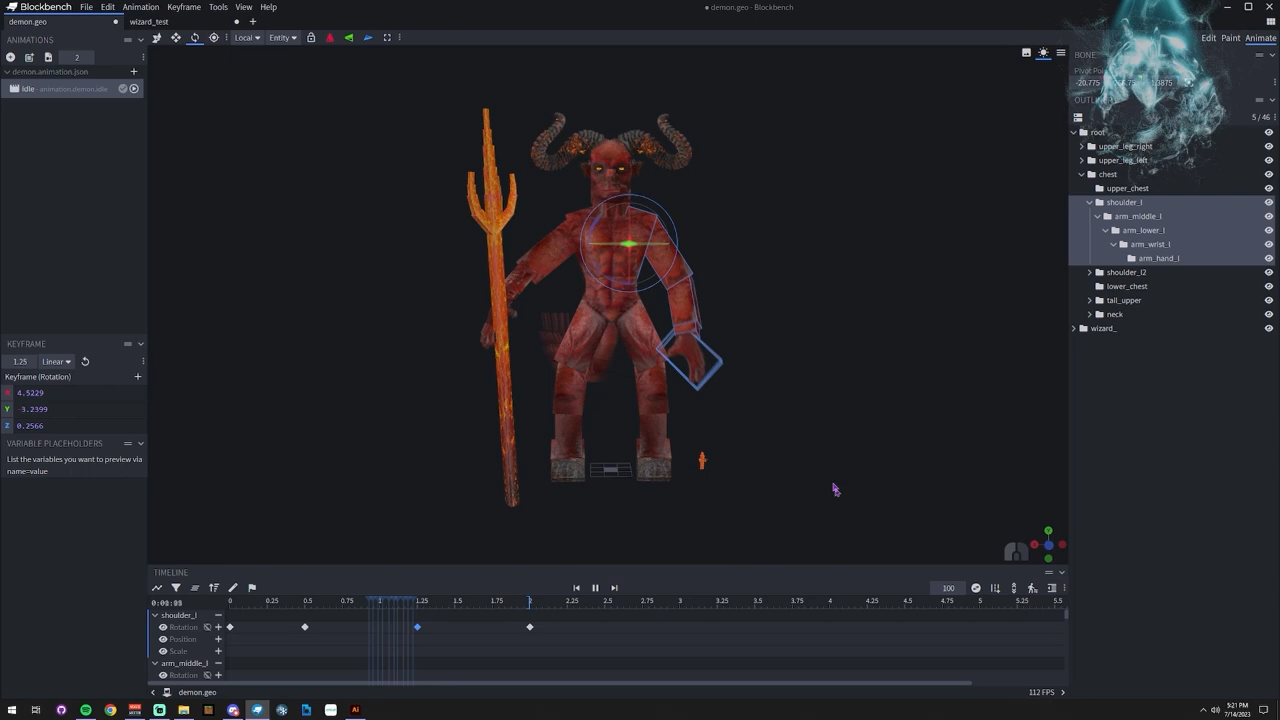 Blockbench File Edit Animation Keyframe Tools View Help
demon.geo - Blockbench
demon.geo wizard_test
ANIMATIONS
Local Entity
Edit Paint Animate
2
BONE
demon.animation.json
Idle animation.demon.idle
5 / 46
root
upper_leg_right
upper_leg_left
chest
upper_chest
shoulder_l
arm_middle_l
arm_lower_l
arm_wrist_l
arm_hand_l
shoulder_l2
lower_chest
tail_upper
neck
wizard_
KEYFRAME
1.25 Linear
Keyframe (Rotation)
X 4.5229
Y -3.2399
Z 0.2566
VARIABLE PLACEHOLDERS
List the variables you want to preview via
name=value
TIMELINE
100
0 0.25 0.5 0.75 1 1.25 1.5 1.75 2 2.25 2.5 2.75 3 3.25 3.5 3.75 4 4.25 4.5 4.75 5 5.25 5.5
shoulder_l
Rotation
Position
Scale
arm_middle_l
Rotation
demon.geo
112 FPS
5:21 PM
7/14/2023